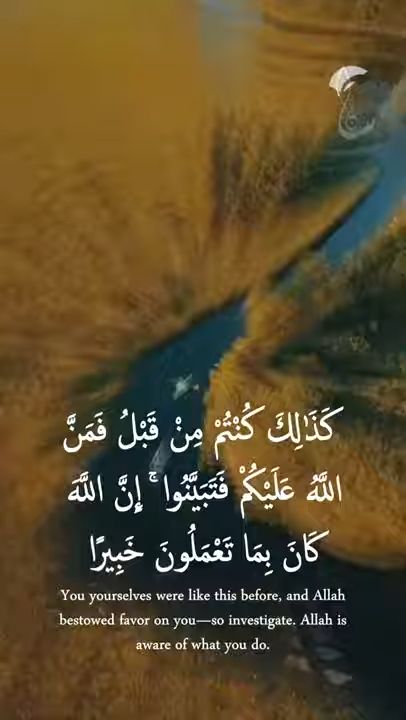 كَذَٰلِكَ كُنْتُمْ مِنْ قَبْلُ فَمَنَّ
اللَّهُ عَلَيْكُمْ فَتَبَيَّنُوا ۚ إِنَّ اللَّهَ
كَانَ بِمَا تَعْمَلُونَ خَبِيرًا
You yourselves were like this before, and Allah
bestowed favor on you—so investigate. Allah is
aware of what you do.